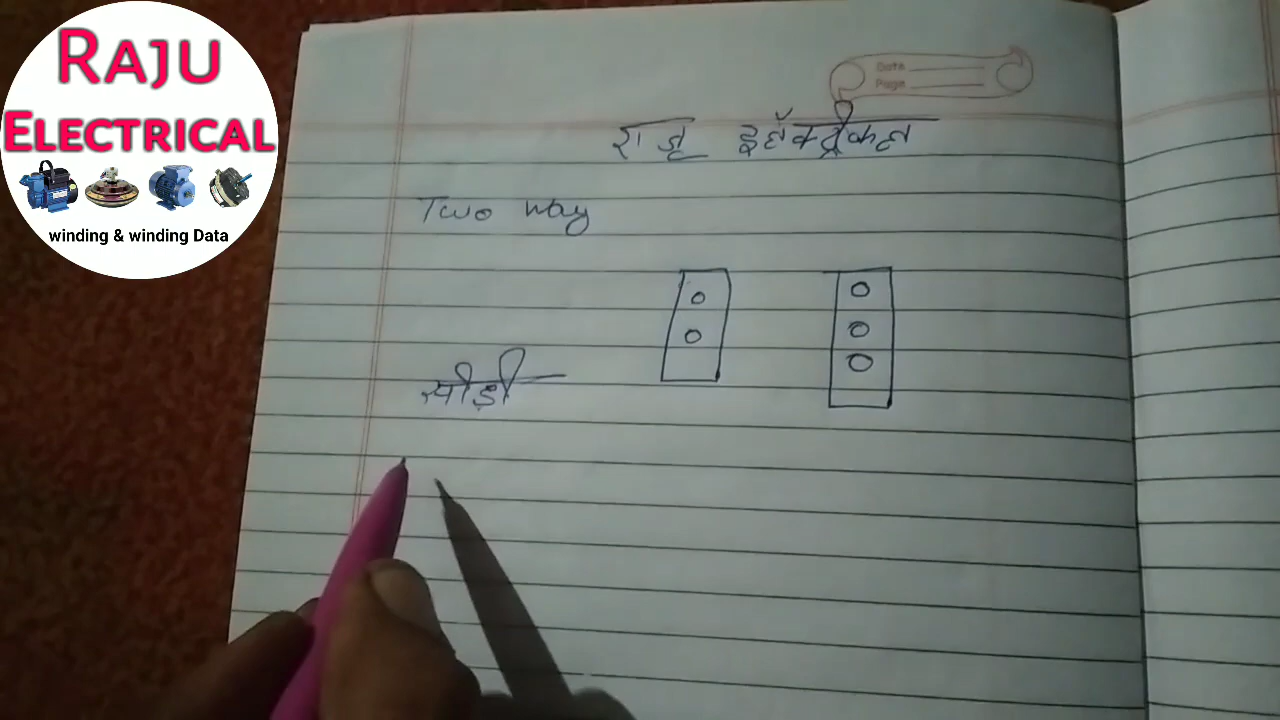 RAJU
ELECTRICAL
winding & winding Data
Date
Page
राजू इलॅक्ट्रीकल
Two way
सीडी